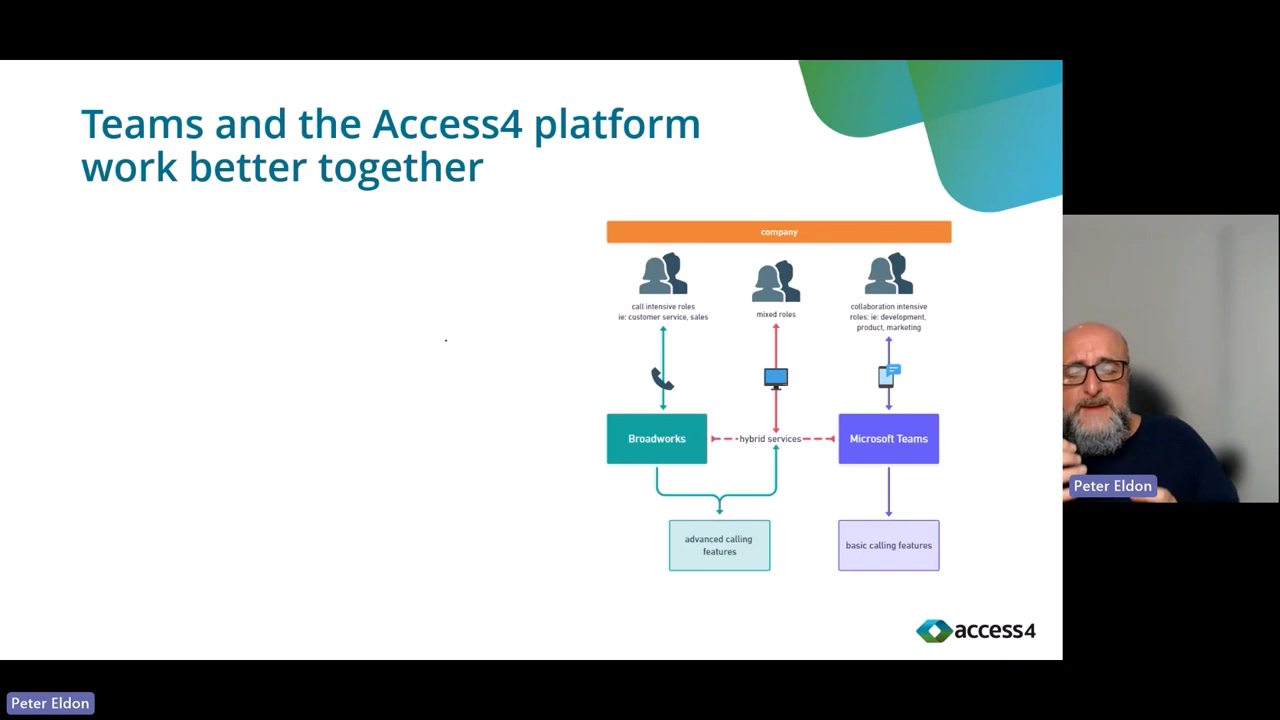 Teams and the Access4 platform
work better together
company
call intensive roles
ie: customer service, sales
mixed roles
collaboration intensive
roles: ie: development,
product, marketing
Broadworks
hybrid services
Microsoft Teams
advanced calling
features
basic calling features
access4
Peter Eldon
Peter Eldon